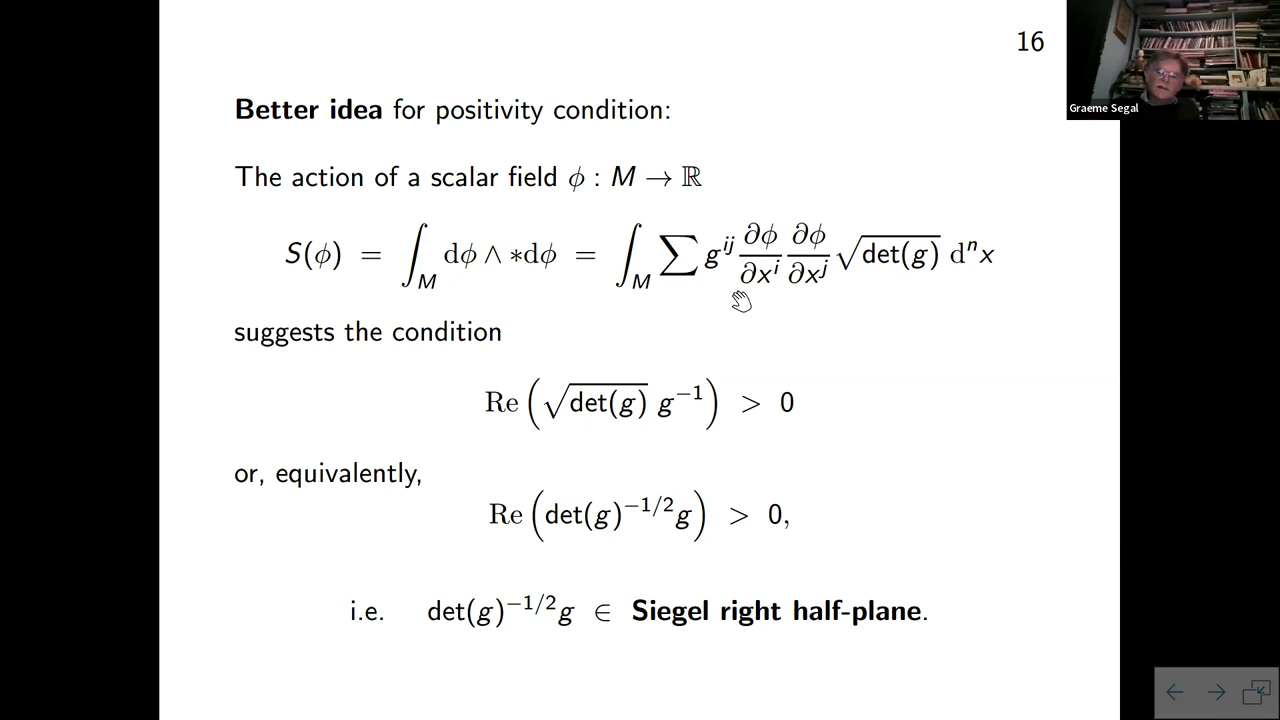 16
Graeme Segal
Better idea for positivity condition:
The action of a scalar field ϕ : M → ℝ
S(ϕ) = ∫_M dϕ ∧ ∗dϕ = ∫_M ∑ g^{ij} ∂ϕ/∂x^i ∂ϕ/∂x^j √det(g) d^n x
suggests the condition
Re(√det(g) g^{−1}) > 0
or, equivalently,
Re(det(g)^{−1/2}g) > 0,
i.e. det(g)^{−1/2}g ∈ Siegel right half-plane.